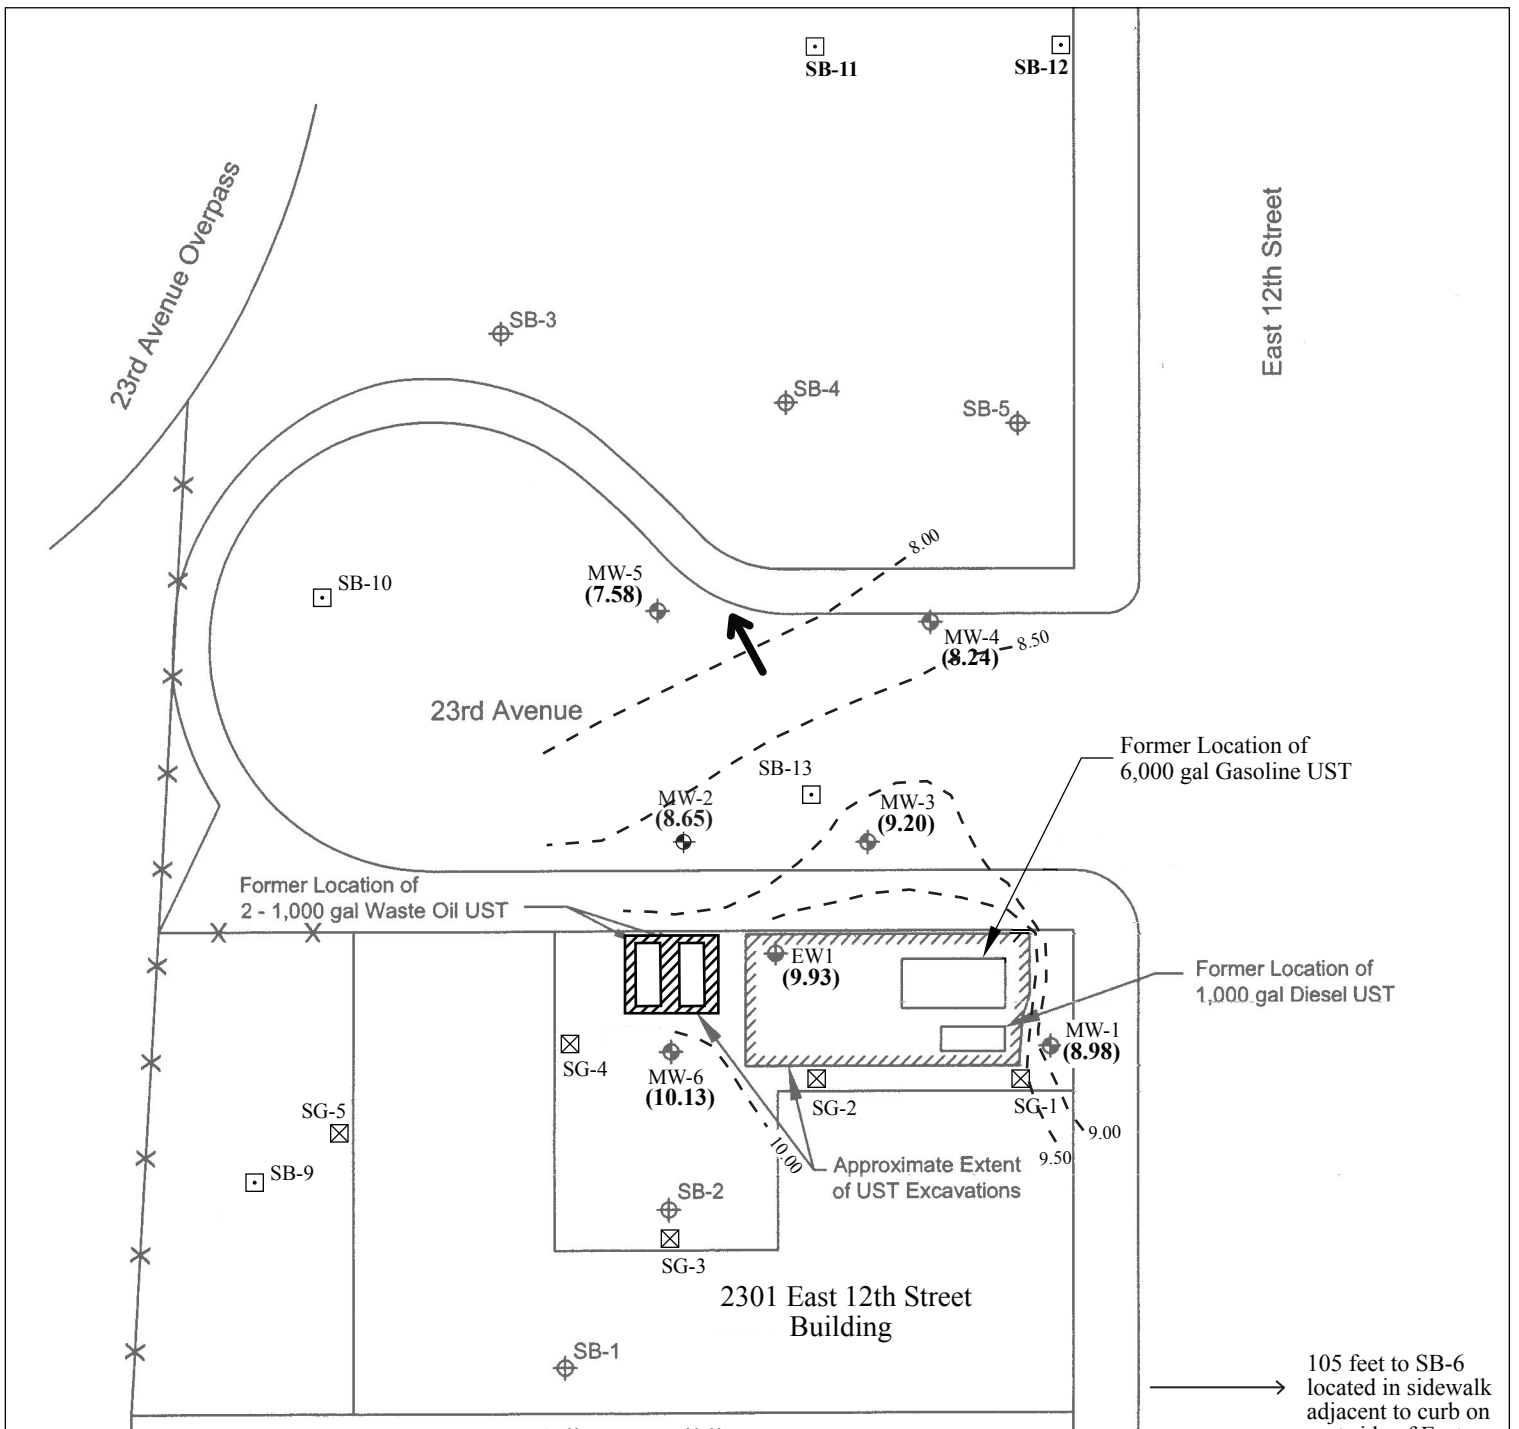 SB-11
SB-12
23rd Avenue Overpass
East 12th Street
SB-3
SB-4
SB-5
8.00
SB-10
MW-5
(7.58)
MW-4
(8.24)
8.50
23rd Avenue
Former Location of
6,000 gal Gasoline UST
SB-13
MW-2
(8.65)
MW-3
(9.20)
Former Location of
2 - 1,000 gal Waste Oil UST
EW1
(9.93)
Former Location of
1,000 gal Diesel UST
MW-1
(8.98)
SG-4
MW-6
(10.13)
SG-2
SG-1
SG-5
9.00
9.50
10.00
Approximate Extent
of UST Excavations
SB-9
SB-2
SG-3
2301 East 12th Street
Building
SB-1
105 feet to SB-6
located in sidewalk
adjacent to curb on